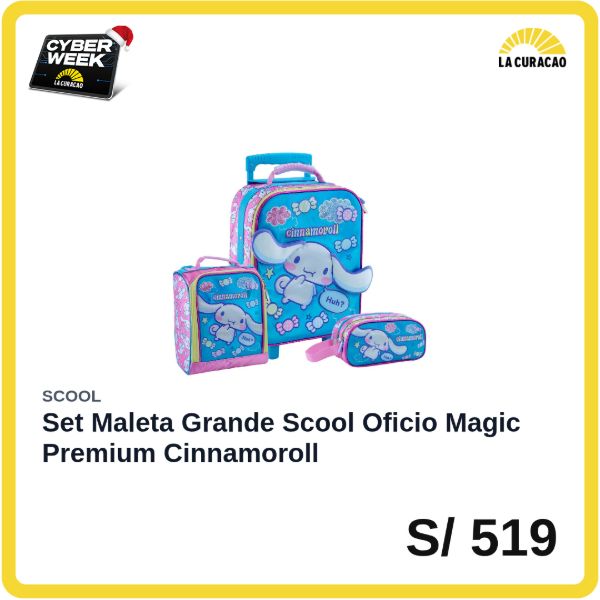 CYBER
WEEK
LA CURACAO
LA CURACAO
cinnamoroll
Huh?
cinnamoroll
Huh?
SCOOL
Set Maleta Grande Scool Oficio Magic
Premium Cinnamoroll
S/ 519